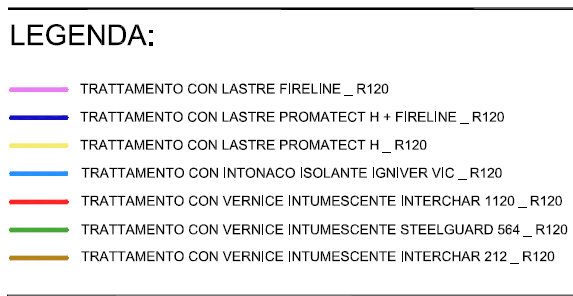 LEGENDA:
TRATTAMENTO CON LASTRE FIRELINE _ R120
TRATTAMENTO CON LASTRE PROMATECT H + FIRELINE _ R120
TRATTAMENTO CON LASTRE PROMATECT H _ R120
TRATTAMENTO CON INTONACO ISOLANTE IGNIVER VIC _ R120
TRATTAMENTO CON VERNICE INTUMESCENTE INTERCHAR 1120 _ R120
TRATTAMENTO CON VERNICE INTUMESCENTE STEELGUARD 564 _ R120
TRATTAMENTO CON VERNICE INTUMESCENTE INTERCHAR 212 _ R120